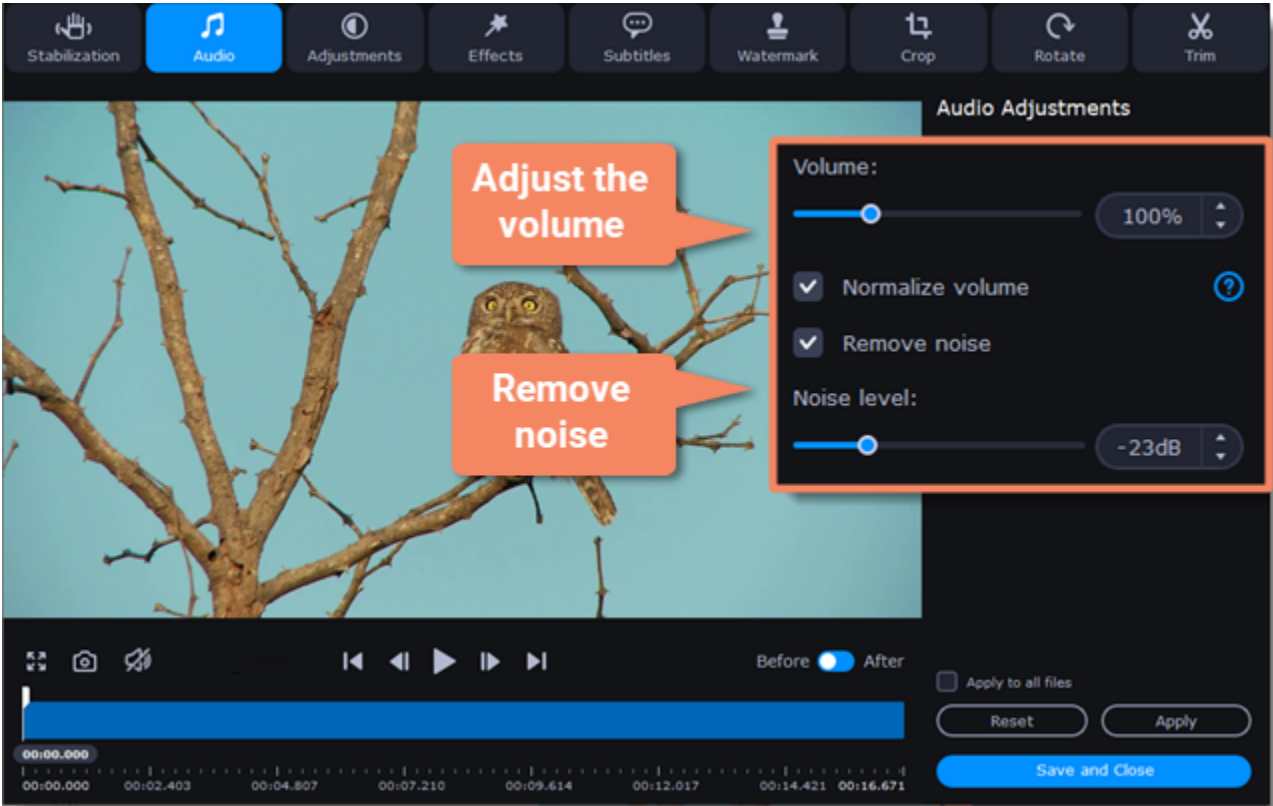 Stabilization
Audio
Adjustments
Effects
Subtitles
Watermark
Crop
Rotate
Trim
Audio Adjustments
Adjust the
volume
Volume:
100%
Normalize volume
?
Remove noise
Remove
noise
Noise level:
-23dB
Before
After
Apply to all files
Reset
Apply
00:00.000
00:00.000
00:02.403
00:04.807
00:07.210
00:09.614
00:12.017
00:14.421
00:16.671
Save and Close